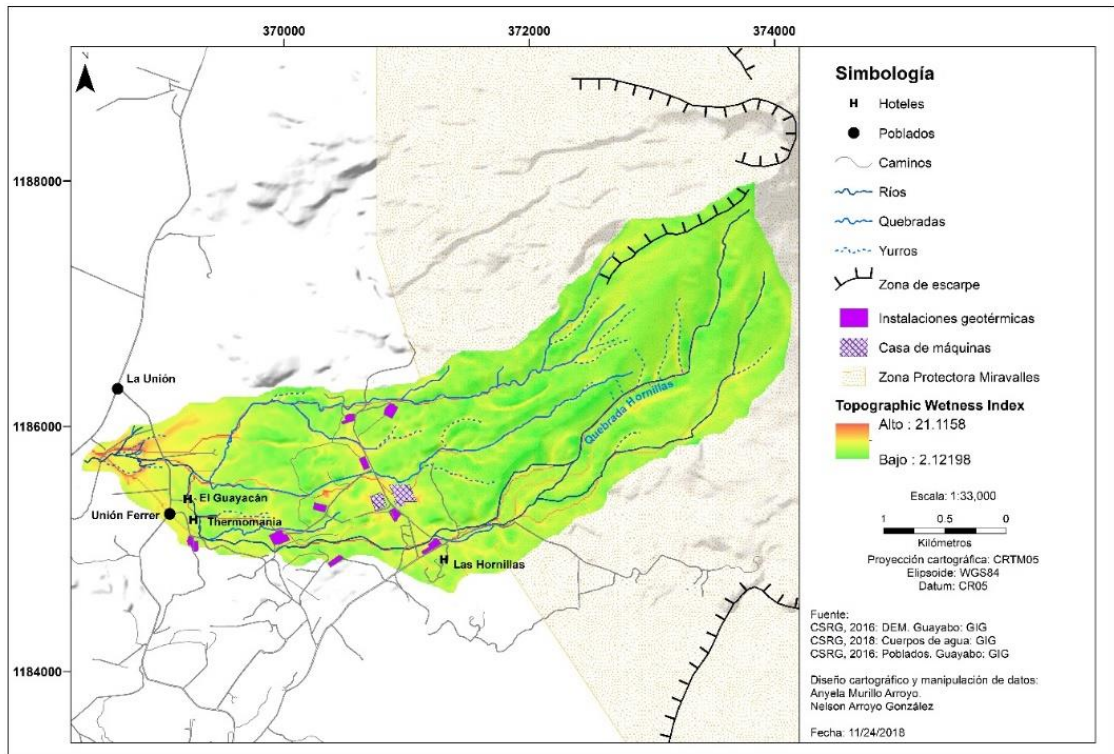 370000
372000
374000
1188000
1186000
1184000
N
La Unión
Quebrada Hornillas
H El Guayacán
Unión Ferrer
H Thermomanía
H
Las Hornillas
Simbología
H Hoteles
Poblados
Caminos
Ríos
Quebradas
Yurros
Zona de escarpe
Instalaciones geotérmicas
Casa de máquinas
Zona Protectora Miravalles
Topographic Wetness Index
Alto : 21.1158
Bajo : 2.12198
Escala: 1:33,000
1 0.5 0
Kilómetros
Proyección cartográfica: CRTM05
Elipsoide: WGS84
Datum: CR05
Fuente:
CSRG, 2016: DEM. Guayabo: GIG
CSRG, 2018: Cuerpos de agua: GIG
CSRG, 2016: Poblados. Guayabo: GIG
Diseño cartográfico y manipulación de datos:
Anyela Murillo Arroyo.
Nelson Arroyo González
Fecha: 11/24/2018